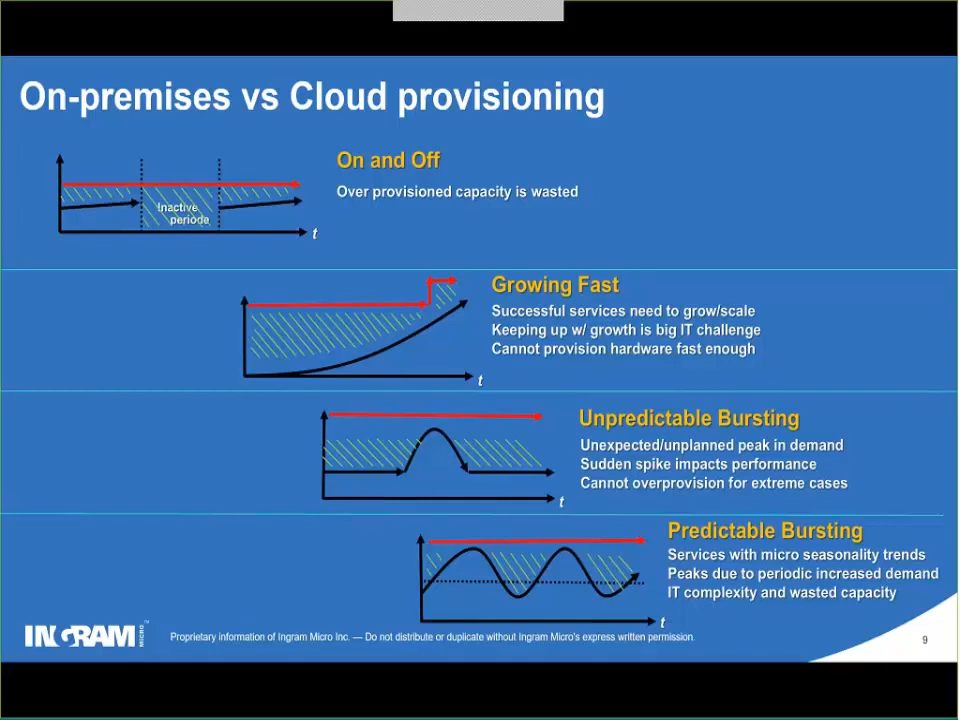 On-premises vs Cloud provisioning
On and Off
Over provisioned capacity is wasted
Inactive
periode
t
Growing Fast
Successful services need to grow/scale
Keeping up w/ growth is big IT challenge
Cannot provision hardware fast enough
t
Unpredictable Bursting
Unexpected/unplanned peak in demand
Sudden spike impacts performance
Cannot overprovision for extreme cases
t
Predictable Bursting
Services with micro seasonality trends
Peaks due to periodic increased demand
IT complexity and wasted capacity
t
INGRAM MICRO TM
Proprietary information of Ingram Micro Inc. — Do not distribute or duplicate without Ingram Micro's express written permission.
9